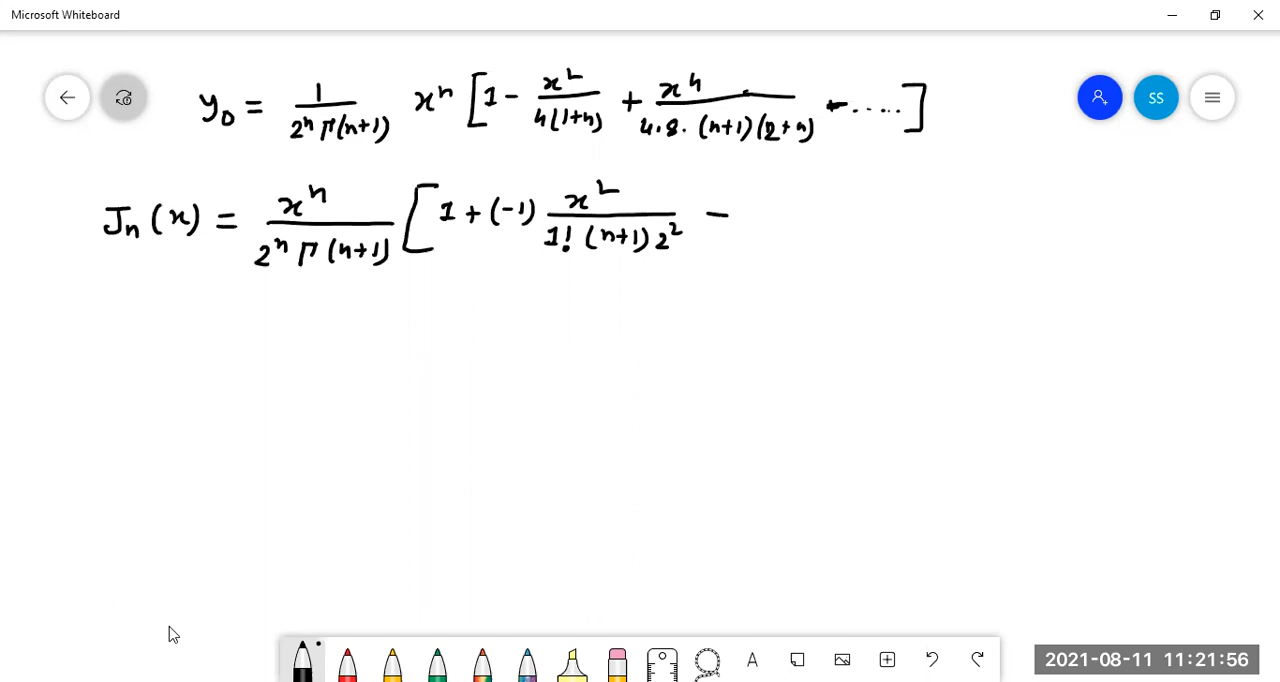 Microsoft Whiteboard
SS
y₀ = 1/(2ⁿ Γ(n+1)) xⁿ [1 - x²/(4(1+n)) + x⁴/(4.8.(n+1)(2+n)) - .....]
Jₙ(x) = xⁿ/(2ⁿ Γ(n+1)) [1 + (-1) x²/(1! (n+1) 2²) -
A
2021-08-11 11:21:56